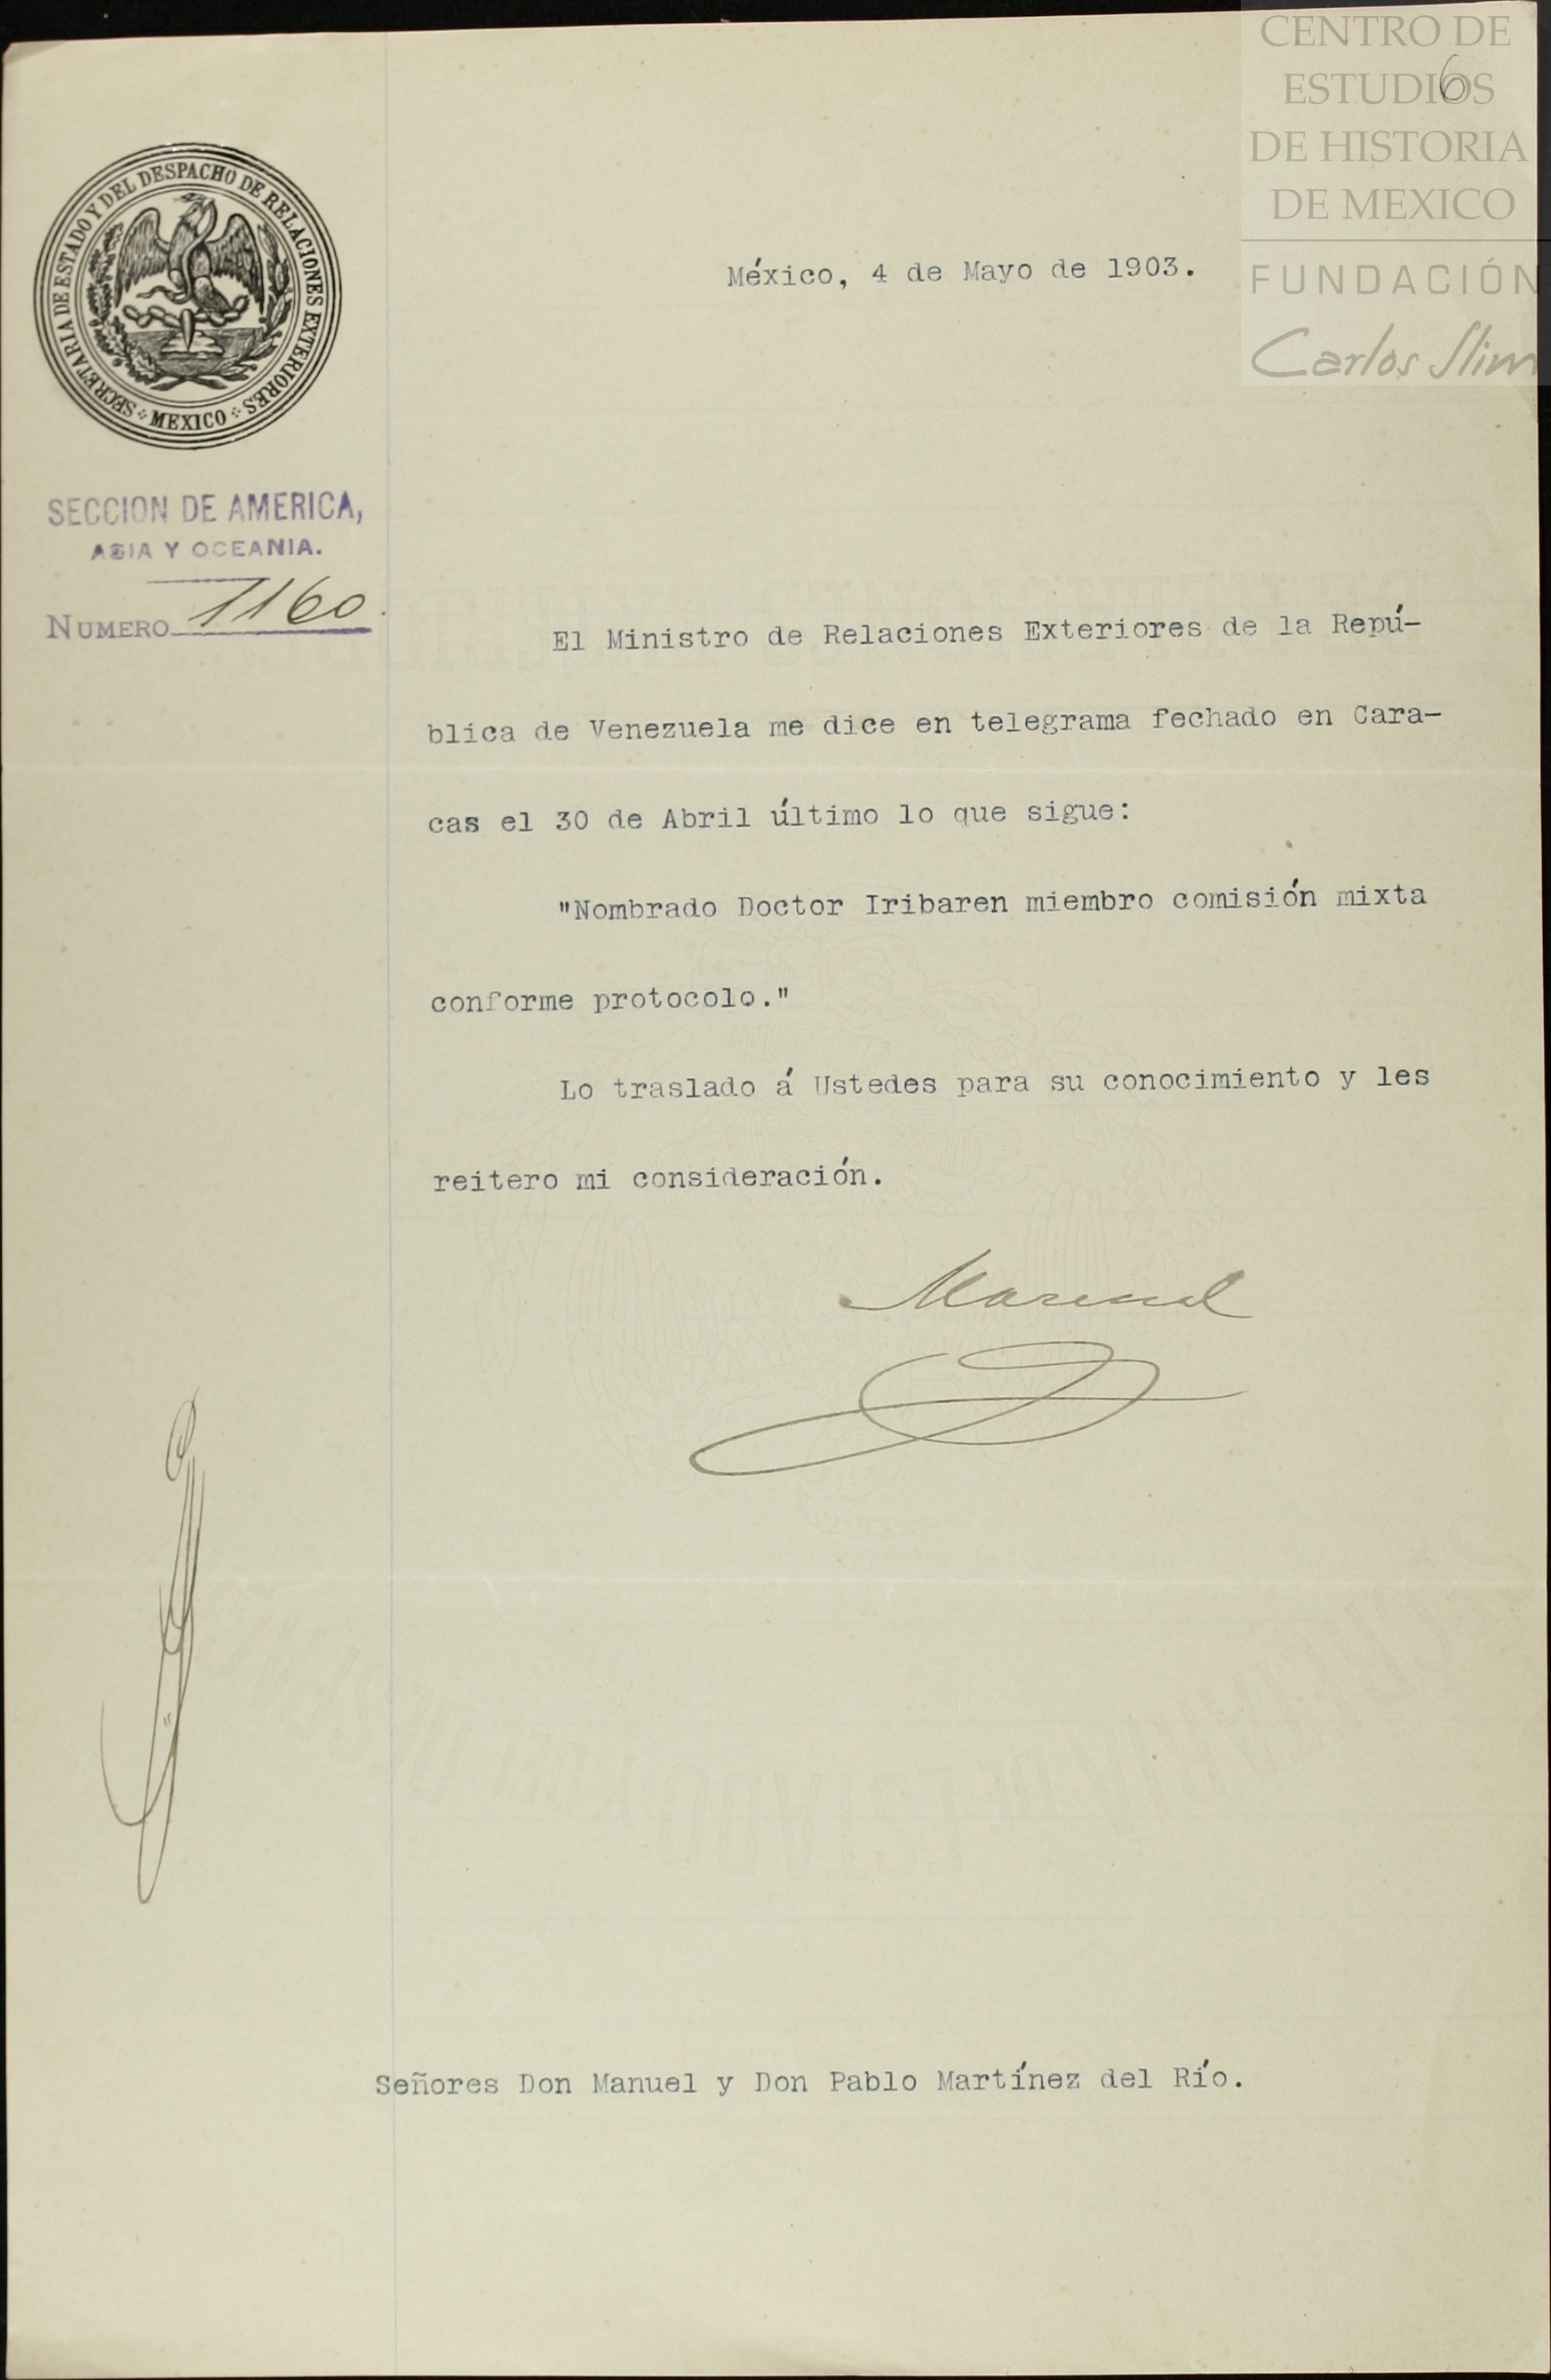 CENTRO DE
ESTUDIOS
6
DE HISTORIA
DE MEXICO
FUNDACIÓN
Carlos Slim
SECRETARIA DE ESTADO Y DEL DESPACHO DE RELACIONES EXTERIORES
MEXICO
México, 4 de Mayo de 1903.
SECCION DE AMERICA,
ASIA Y OCEANIA.
NUMERO 1160.
El Ministro de Relaciones Exteriores de la Repú-
blica de Venezuela me dice en telegrama fechado en Cara-
cas el 30 de Abril último lo que sigue:
"Nombrado Doctor Iribaren miembro comisión mixta
conforme protocolo."
Lo traslado á Ustedes para su conocimiento y les
reitero mi consideración.
Mariscal
Señores Don Manuel y Don Pablo Martínez del Río.